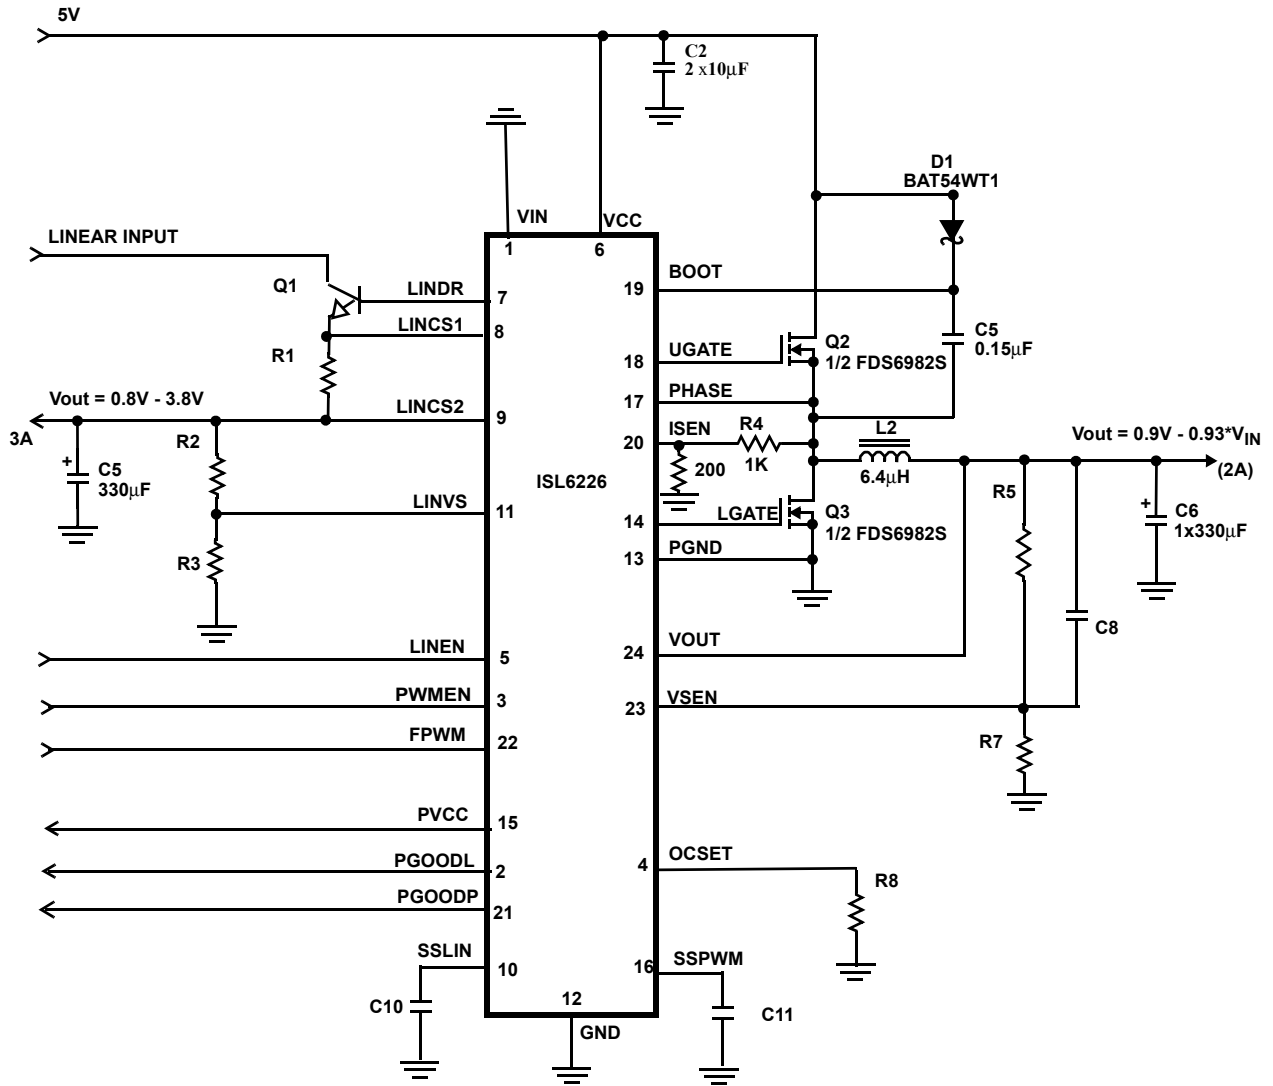 5V
C2
2 x10μF
D1
BAT54WT1
VIN
VCC
1
6
LINEAR INPUT
Q1
LINDR
7
19
BOOT
LINCS1
8
C5
0.15μF
R1
18
UGATE
Q2
1/2 FDS6982S
Vout = 0.8V - 3.8V
LINCS2
9
17
PHASE
3A
R2
20
ISEN
R4
1K
200
L2
6.4μH
Vout = 0.9V - 0.93*VIN
(2A)
C5
330μF
ISL6226
R5
LINVS
11
14
LGATE
Q3
1/2 FDS6982S
C6
1x330μF
R3
13
PGND
C8
LINEN
5
24
VOUT
PWMEN
3
23
VSEN
FPWM
22
R7
PVCC
15
PGOODL
2
4
OCSET
R8
PGOODP
21
SSLIN
10
16
SSPWM
C10
12
GND
C11